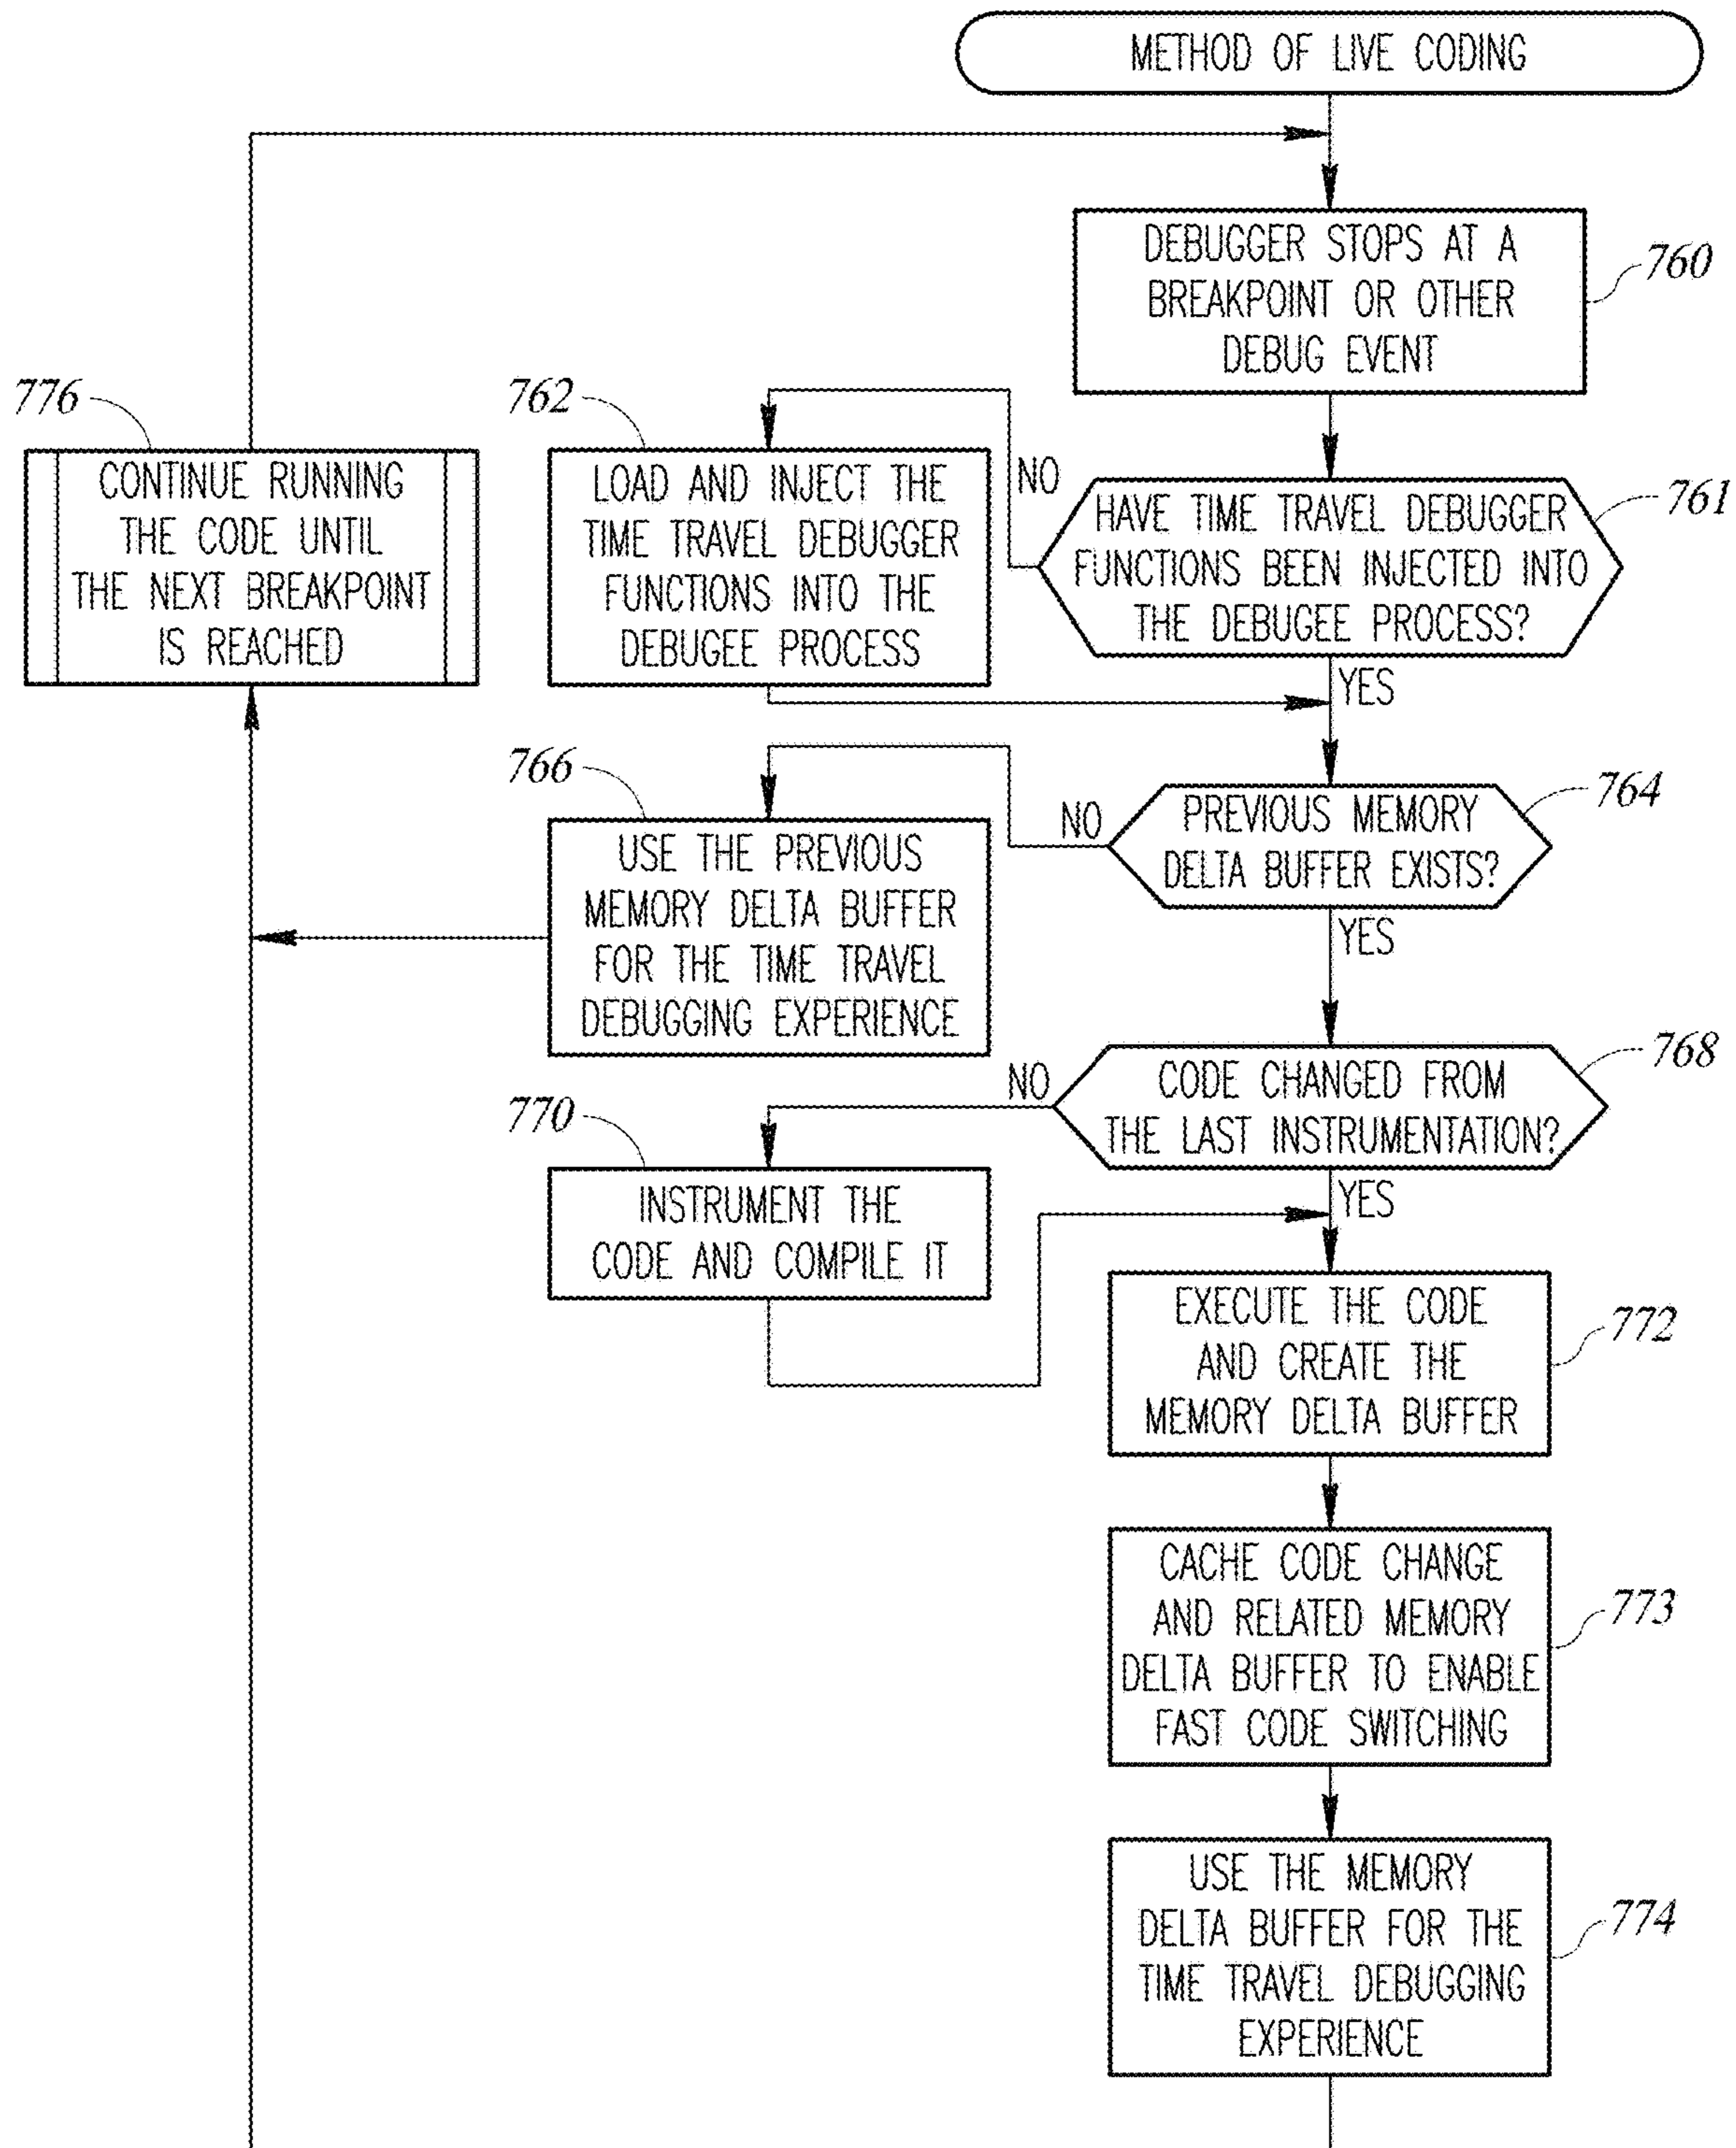 METHOD OF LIVE CODING
DEBUGGER STOPS AT A
BREAKPOINT OR OTHER
DEBUG EVENT
760
776
CONTINUE RUNNING
THE CODE UNTIL
THE NEXT BREAKPOINT
IS REACHED
762
LOAD AND INJECT THE
TIME TRAVEL DEBUGGER
FUNCTIONS INTO THE
DEBUGEE PROCESS
NO
HAVE TIME TRAVEL DEBUGGER
FUNCTIONS BEEN INJECTED INTO
THE DEBUGEE PROCESS?
761
YES
766
USE THE PREVIOUS
MEMORY DELTA BUFFER
FOR THE TIME TRAVEL
DEBUGGING EXPERIENCE
NO
PREVIOUS MEMORY
DELTA BUFFER EXISTS?
764
YES
NO
CODE CHANGED FROM
THE LAST INSTRUMENTATION?
768
770
INSTRUMENT THE
CODE AND COMPILE IT
YES
EXECUTE THE CODE
AND CREATE THE
MEMORY DELTA BUFFER
772
CACHE CODE CHANGE
AND RELATED MEMORY
DELTA BUFFER TO ENABLE
FAST CODE SWITCHING
773
USE THE MEMORY
DELTA BUFFER FOR THE
TIME TRAVEL DEBUGGING
EXPERIENCE
774